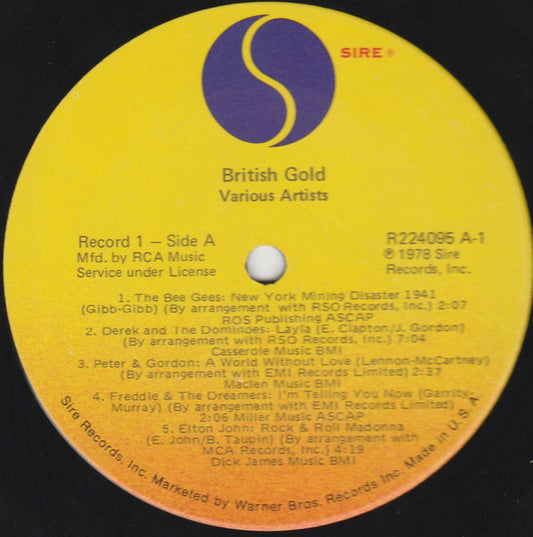 SIRE ®
British Gold
Various Artists
Record 1 — Side A
Mfd. by RCA Music
Service under License
R224095 A-1
℗ 1978 Sire
Records, Inc.
1. The Bee Gees: New York Mining Disaster 1941
(Gibb-Gibb) (By arrangement with RSO Records, Inc.) 2:07
ROS Publishing ASCAP
2. Derek and The Dominoes: Layla (E. Clapton/J. Gordon)
(By arrangement with RSO Records, Inc.) 7:04
Casserole Music BMI
3. Peter & Gordon: A World Without Love (Lennon-McCartney)
(By arrangement with EMI Records Limited) 2:37
Maclen Music BMI
4. Freddie & The Dreamers: I'm Telling You Now (Garrity-
Murray) (By arrangement with EMI Records Limited)
2:06 Miller Music ASCAP
5. Elton John: Rock & Roll Madonna
(E. John/B. Taupin) (By arrangement with
MCA Records, Inc.) 4:19
Dick James Music BMI
Sire Records, Inc. Marketed by Warner Bros. Records Inc. Made in U.S.A.